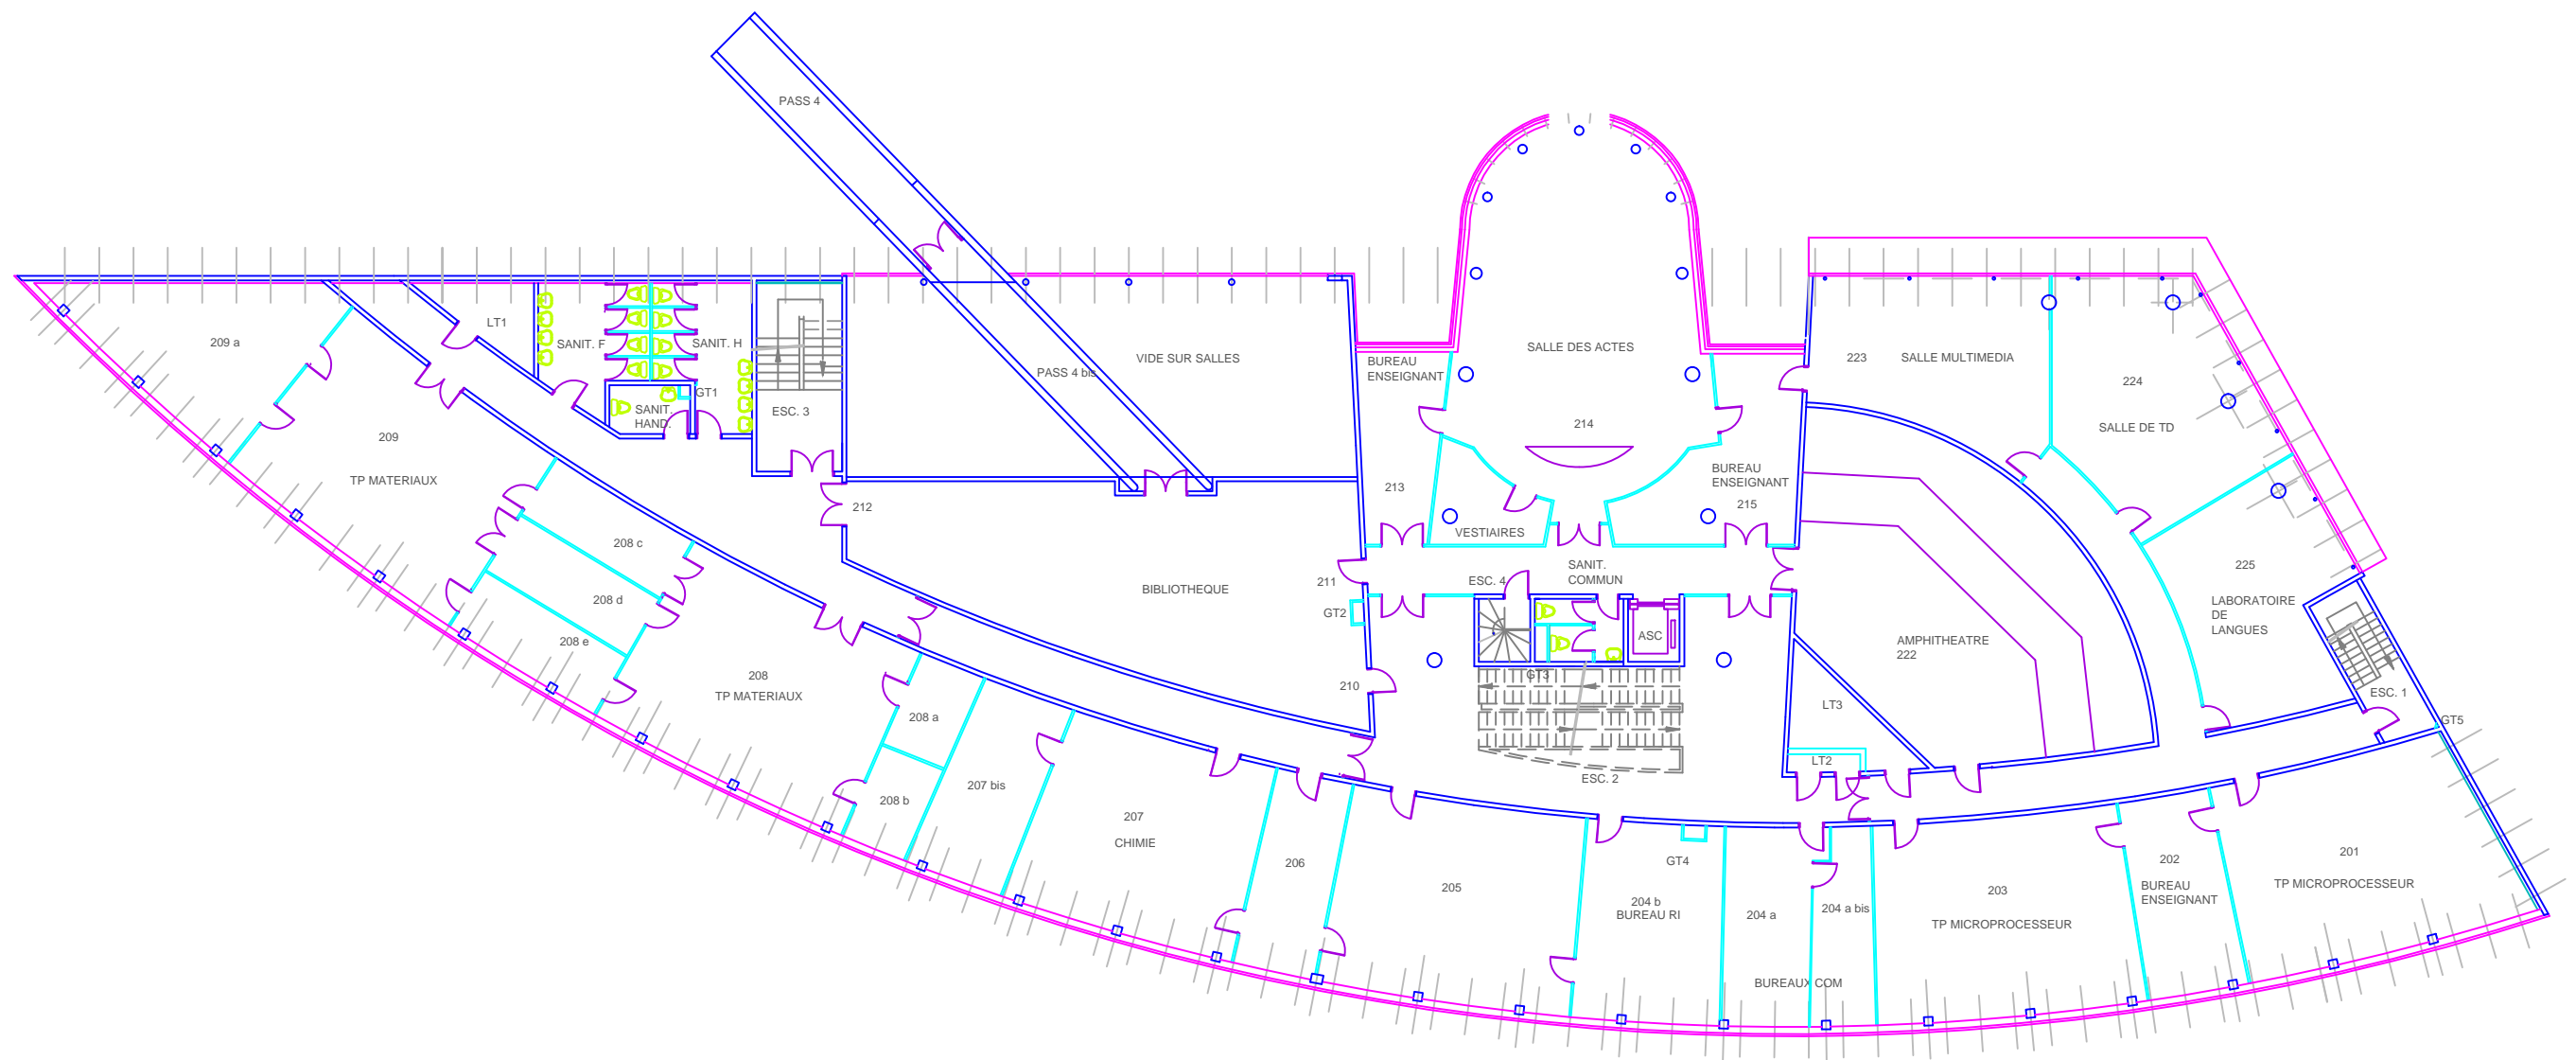 PASS 4
209 a
LT1
SANIT. F
SANIT. H
GT1
SANIT.
HAND.
ESC. 3
PASS 4 bis
VIDE SUR SALLES
BUREAU
ENSEIGNANT
SALLE DES ACTES
214
223
SALLE MULTIMEDIA
224
SALLE DE TD
209
TP MATERIAUX
212
213
VESTIAIRES
BUREAU
ENSEIGNANT
215
208 c
208 d
208 e
BIBLIOTHEQUE
211
GT2
210
ESC. 4
SANIT.
COMMUN
ASC
GT3
ESC. 2
AMPHITHEATRE
222
LT3
LT2
225
LABORATOIRE
DE
LANGUES
ESC. 1
GT5
208
TP MATERIAUX
208 a
208 b
207 bis
207
CHIMIE
206
205
GT4
204 b
BUREAU RI
204 a
204 a bis
BUREAUX COM
203
TP MICROPROCESSEUR
202
BUREAU
ENSEIGNANT
201
TP MICROPROCESSEUR